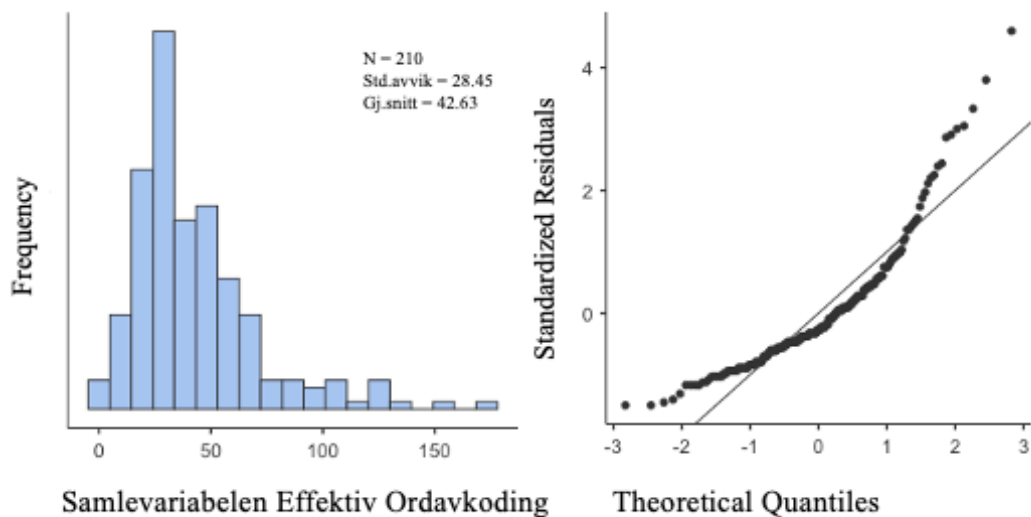 N = 210
Std.avvik = 28.45
Gj.snitt = 42.63
Frequency
0 50 100 150
Samlevariabelen Effektiv Ordavkoding
Standardized Residuals
4
2
0
-3 -2 -1 0 1 2 3
Theoretical Quantiles